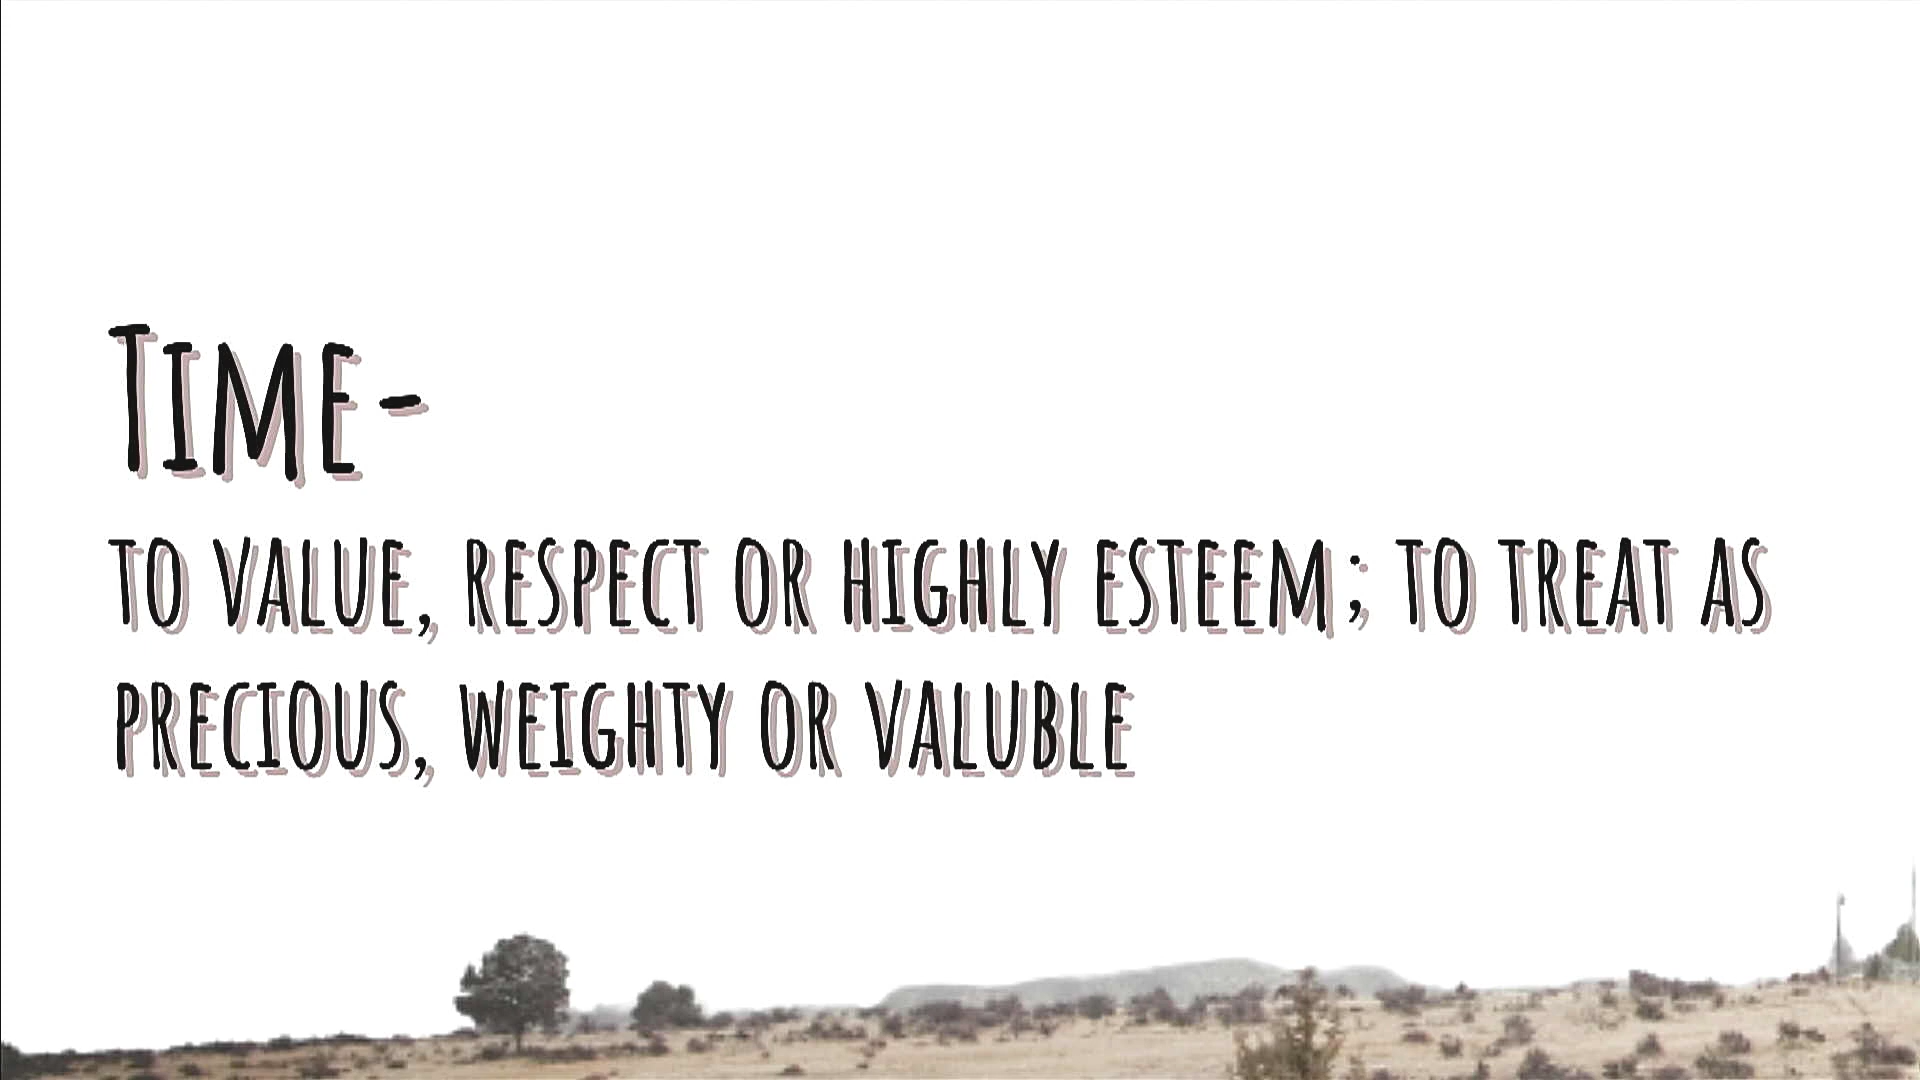 Time-
to value, respect or highly esteem; to treat as
precious, weighty or valuble